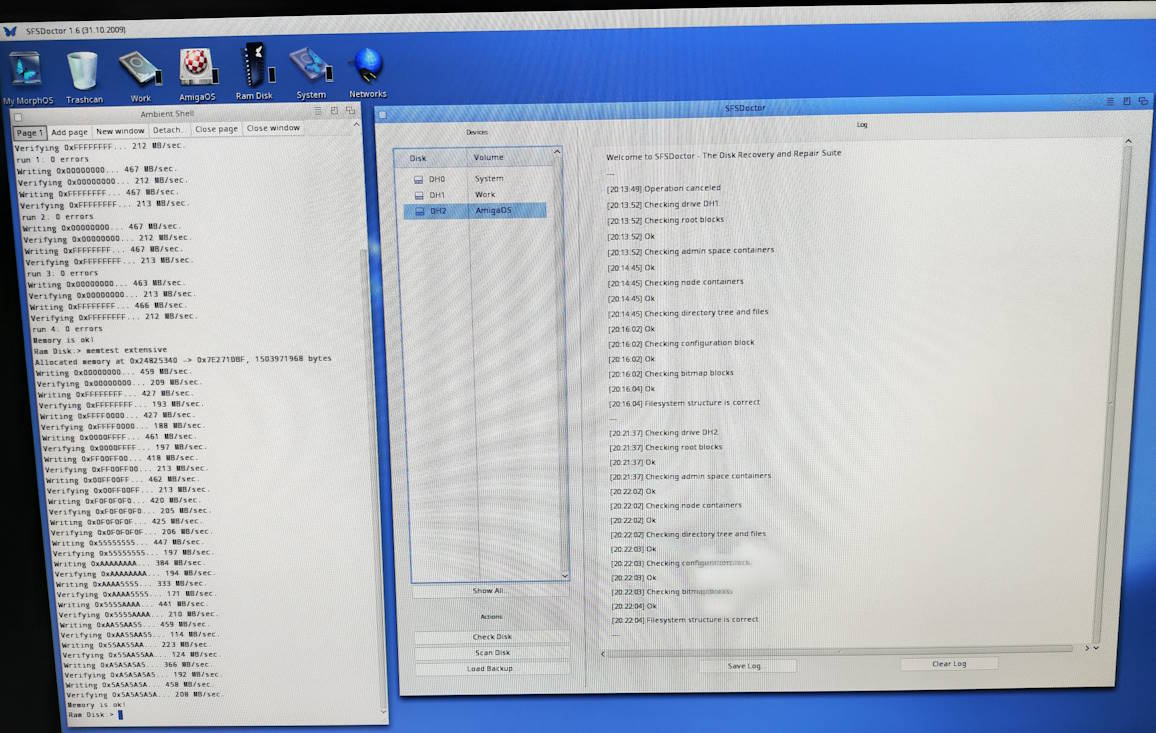 SFSDoctor 1.6 (31.10.2009)
My MorphOS
Trashcan
Work
AmigaOS
Ram Disk
System
Networks
Ambient Shell
Page 1 Add page New window Detach.. Close page Close window
Verifying 0xFFFFFFFF... 212 MB/sec.
run 1: 0 errors
Writing 0x00000000... 467 MB/sec.
Verifying 0x00000000... 212 MB/sec.
Writing 0xFFFFFFFF... 467 MB/sec.
Verifying 0xFFFFFFFF... 213 MB/sec.
run 2: 0 errors
Writing 0x00000000... 467 MB/sec.
Verifying 0x00000000... 212 MB/sec.
Writing 0xFFFFFFFF... 467 MB/sec.
Verifying 0xFFFFFFFF... 213 MB/sec.
run 3: 0 errors
Writing 0x00000000... 463 MB/sec.
Verifying 0x00000000... 213 MB/sec.
Writing 0xFFFFFFFF... 466 MB/sec.
Verifying 0xFFFFFFFF... 212 MB/sec.
run 4: 0 errors
Memory is ok!
Ram Disk:> memtest extensive
Allocated memory at 0x24825340 -> 0x7E271DBF, 1503971968 bytes
Writing 0x00000000... 459 MB/sec.
Verifying 0x00000000... 209 MB/sec.
Writing 0xFFFFFFFF... 427 MB/sec.
Verifying 0xFFFFFFFF... 193 MB/sec.
Writing 0xFFFF0000... 427 MB/sec.
Verifying 0xFFFF0000... 188 MB/sec.
Writing 0x0000FFFF... 461 MB/sec.
Verifying 0x0000FFFF... 197 MB/sec.
Writing 0xFF00FF00... 418 MB/sec.
Verifying 0xFF00FF00... 213 MB/sec.
Writing 0x00FF00FF... 462 MB/sec.
Verifying 0x00FF00FF... 213 MB/sec.
Writing 0xF0F0F0F0... 420 MB/sec.
Verifying 0xF0F0F0F0... 205 MB/sec.
Writing 0x0F0F0F0F... 425 MB/sec.
Verifying 0x0F0F0F0F... 206 MB/sec.
Writing 0x55555555... 447 MB/sec.
Verifying 0x55555555... 197 MB/sec.
Writing 0xAAAAAAAA... 384 MB/sec.
Verifying 0xAAAAAAAA... 194 MB/sec.
Writing 0xAAAA5555... 333 MB/sec.
Verifying 0xAAAA5555... 171 MB/sec.
Writing 0x5555AAAA... 441 MB/sec.
Verifying 0x5555AAAA... 210 MB/sec.
Writing 0xAA55AA55... 459 MB/sec.
Verifying 0xAA55AA55... 114 MB/sec.
Writing 0x55AA55AA... 223 MB/sec.
Verifying 0x55AA55AA... 124 MB/sec.
Writing 0xA5A5A5A5... 366 MB/sec.
Verifying 0xA5A5A5A5... 192 MB/sec.
Writing 0x5A5A5A5A... 458 MB/sec.
Verifying 0x5A5A5A5A... 208 MB/sec.
Memory is ok!
Ram Disk:>
SFSDoctor
Devices
Disk Volume
DH0 System
DH1 Work
DH2 AmigaOS
Show All..
Actions
Check Disk
Scan Disk
Load Backup...
Log
Welcome to SFSDoctor - The Disk Recovery and Repair Suite
---
[20:13:49] Operation canceled
[20:13:52] Checking drive DH1
[20:13:52] Checking root blocks
[20:13:52] Ok
[20:13:52] Checking admin space containers
[20:14:45] Ok
[20:14:45] Checking node containers
[20:14:45] Ok
[20:14:45] Checking directory tree and files
[20:16:02] Ok
[20:16:02] Checking configuration block
[20:16:02] Ok
[20:16:02] Checking bitmap blocks
[20:16:04] Ok
[20:16:04] Filesystem structure is correct
---
[20:21:37] Checking drive DH2
[20:21:37] Checking root blocks
[20:21:37] Ok
[20:21:37] Checking admin space containers
[20:22:02] Ok
[20:22:02] Checking node containers
[20:22:02] Ok
[20:22:02] Checking directory tree and files
[20:22:03] Ok
[20:22:03] Checking configuration block
[20:22:03] Ok
[20:22:03] Checking bitmap blocks
[20:22:04] Ok
[20:22:04] Filesystem structure is correct
---
Save Log...
Clear Log